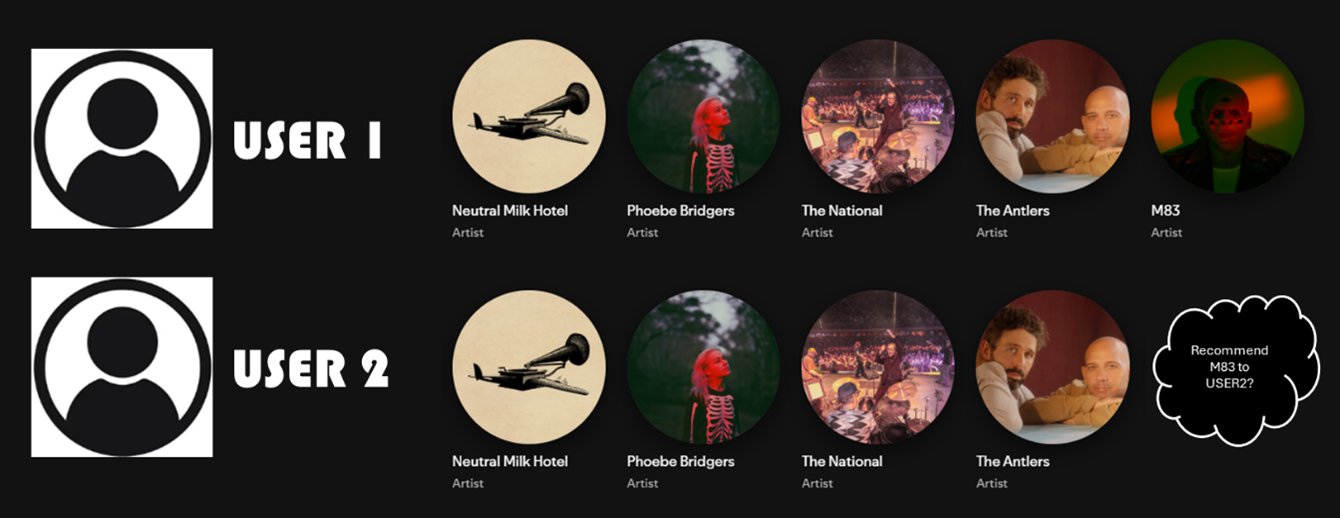 USER 1
Neutral Milk Hotel
Artist
Phoebe Bridgers
Artist
The National
Artist
The Antlers
Artist
M83
Artist
USER 2
Neutral Milk Hotel
Artist
Phoebe Bridgers
Artist
The National
Artist
The Antlers
Artist
Recommend
M83 to
USER2?